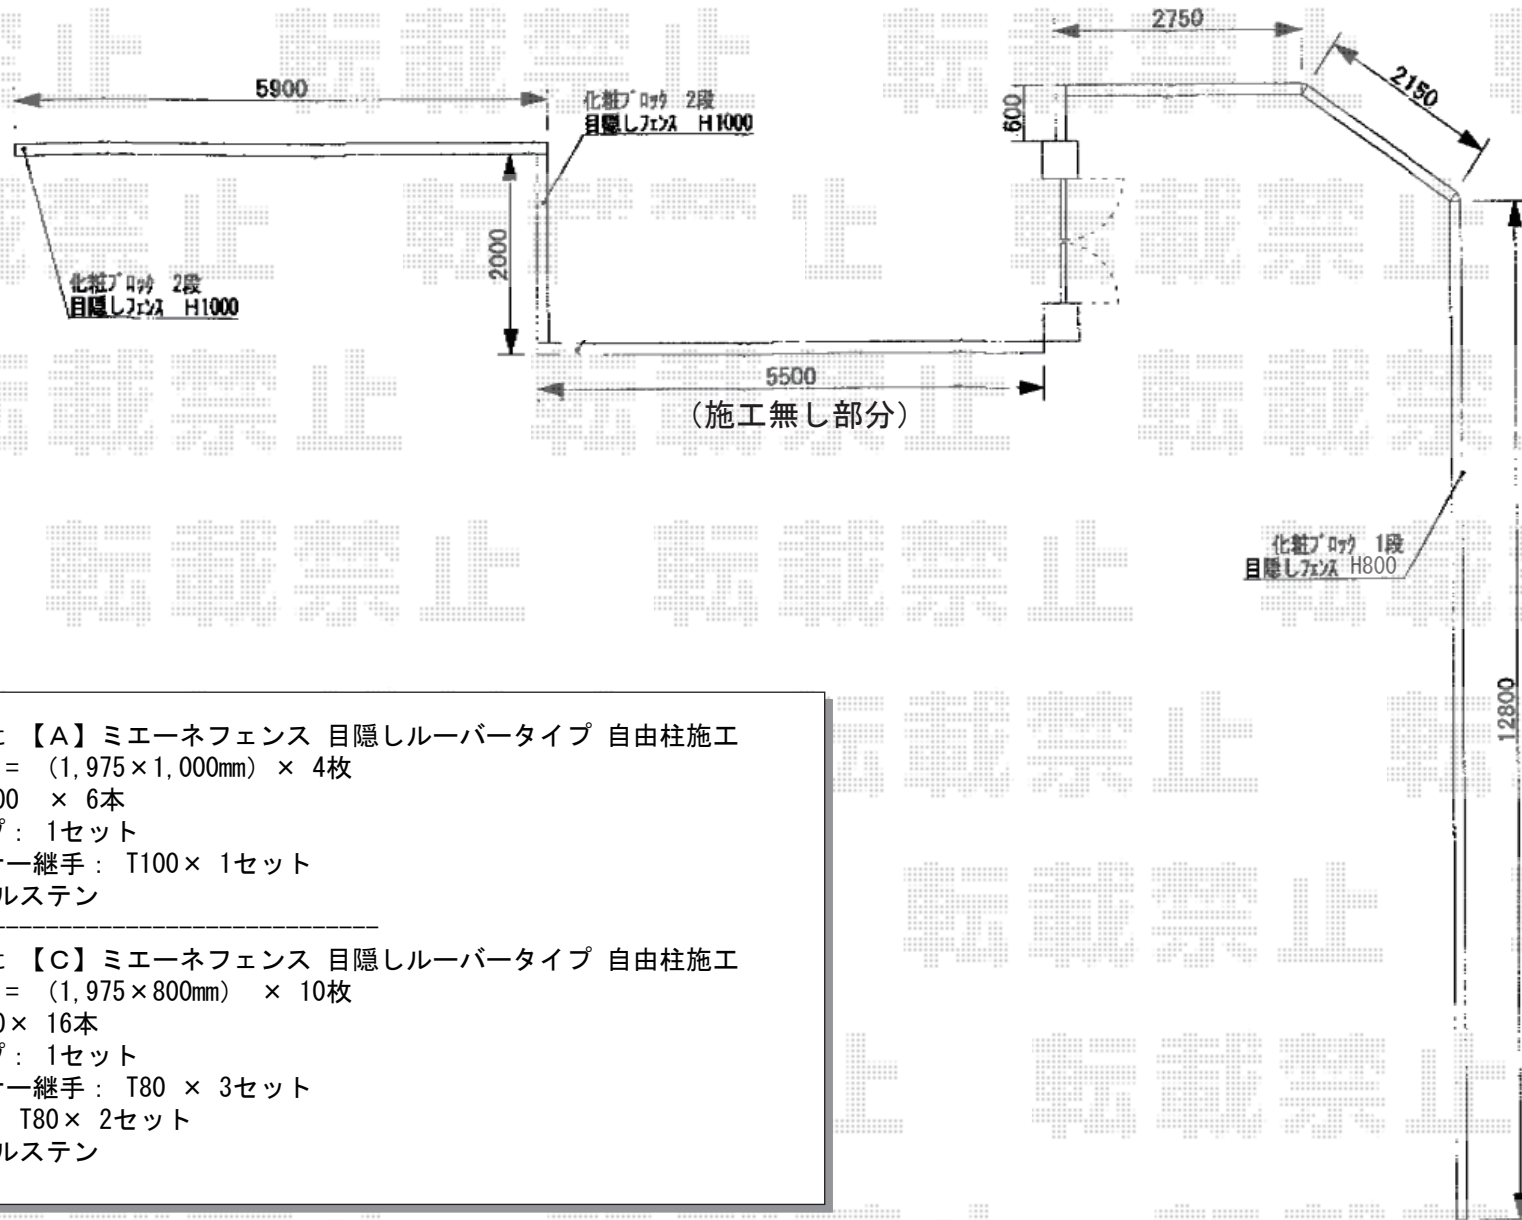 5900
化粧ブロック 2段
目隠しフェンス H1000
2750
2150
600
2000
化粧ブロック 2段
目隠しフェンス H1000
5500
(施工無し部分)
化粧ブロック 1段
目隠しフェンス H800
12800
【A】ミエーネフェンス 目隠しルーバータイプ 自由柱施工
= (1,975×1,000mm) × 4枚
00 × 6本
プ: 1セット
ー継手: T100× 1セット
ルステン
------------------------------
【C】ミエーネフェンス 目隠しルーバータイプ 自由柱施工
= (1,975×800mm) × 10枚
0× 16本
プ: 1セット
ー継手: T80 × 3セット
T80× 2セット
ルステン
転載禁止